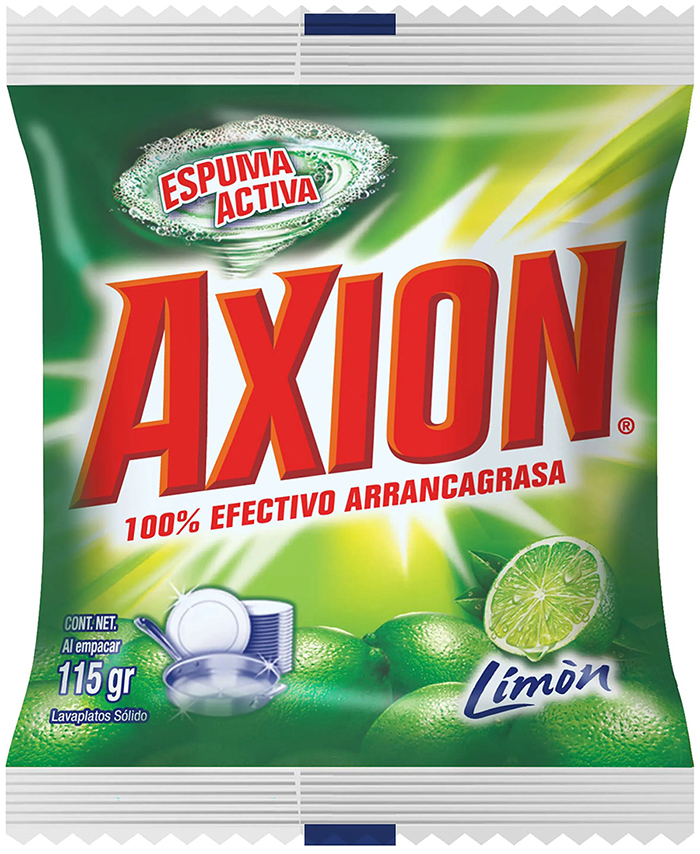 ESPUMA
ACTIVA
AXION®
100% EFECTIVO ARRANCAGRASA
CONT. NET.
Al empacar
115 gr
Lavaplatos Sólido
Limòn